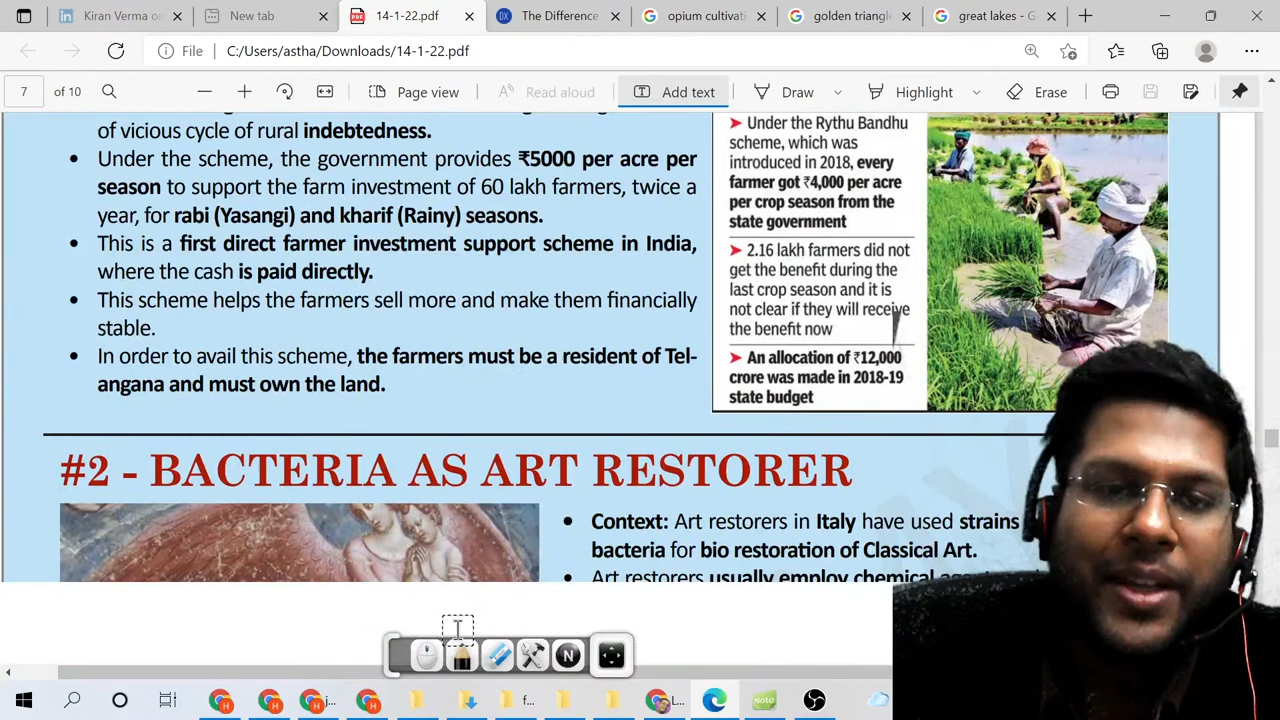 Kiran Verma on
New tab
14-1-22.pdf
The Difference
opium cultivati
golden triangle
great lakes - G
File
C:/Users/astha/Downloads/14-1-22.pdf
7
of 10
Page view
Read aloud
Add text
Draw
Highlight
Erase
of vicious cycle of rural indebtedness.
• Under the scheme, the government provides ₹5000 per acre per
season to support the farm investment of 60 lakh farmers, twice a
year, for rabi (Yasangi) and kharif (Rainy) seasons.
• This is a first direct farmer investment support scheme in India,
where the cash is paid directly.
• This scheme helps the farmers sell more and make them financially
stable.
• In order to avail this scheme, the farmers must be a resident of Tel-
angana and must own the land.
➤ Under the Rythu Bandhu
scheme, which was
introduced in 2018, every
farmer got ₹4,000 per acre
per crop season from the
state government
➤ 2.16 lakh farmers did not
get the benefit during the
last crop season and it is
not clear if they will receive
the benefit now
➤ An allocation of ₹12,000
crore was made in 2018-19
state budget
#2 - BACTERIA AS ART RESTORER
• Context: Art restorers in Italy have used strains
bacteria for bio restoration of Classical Art.
• Art restorers usually employ chemical
N
H
H
H
j...
H
f...
L...
Note